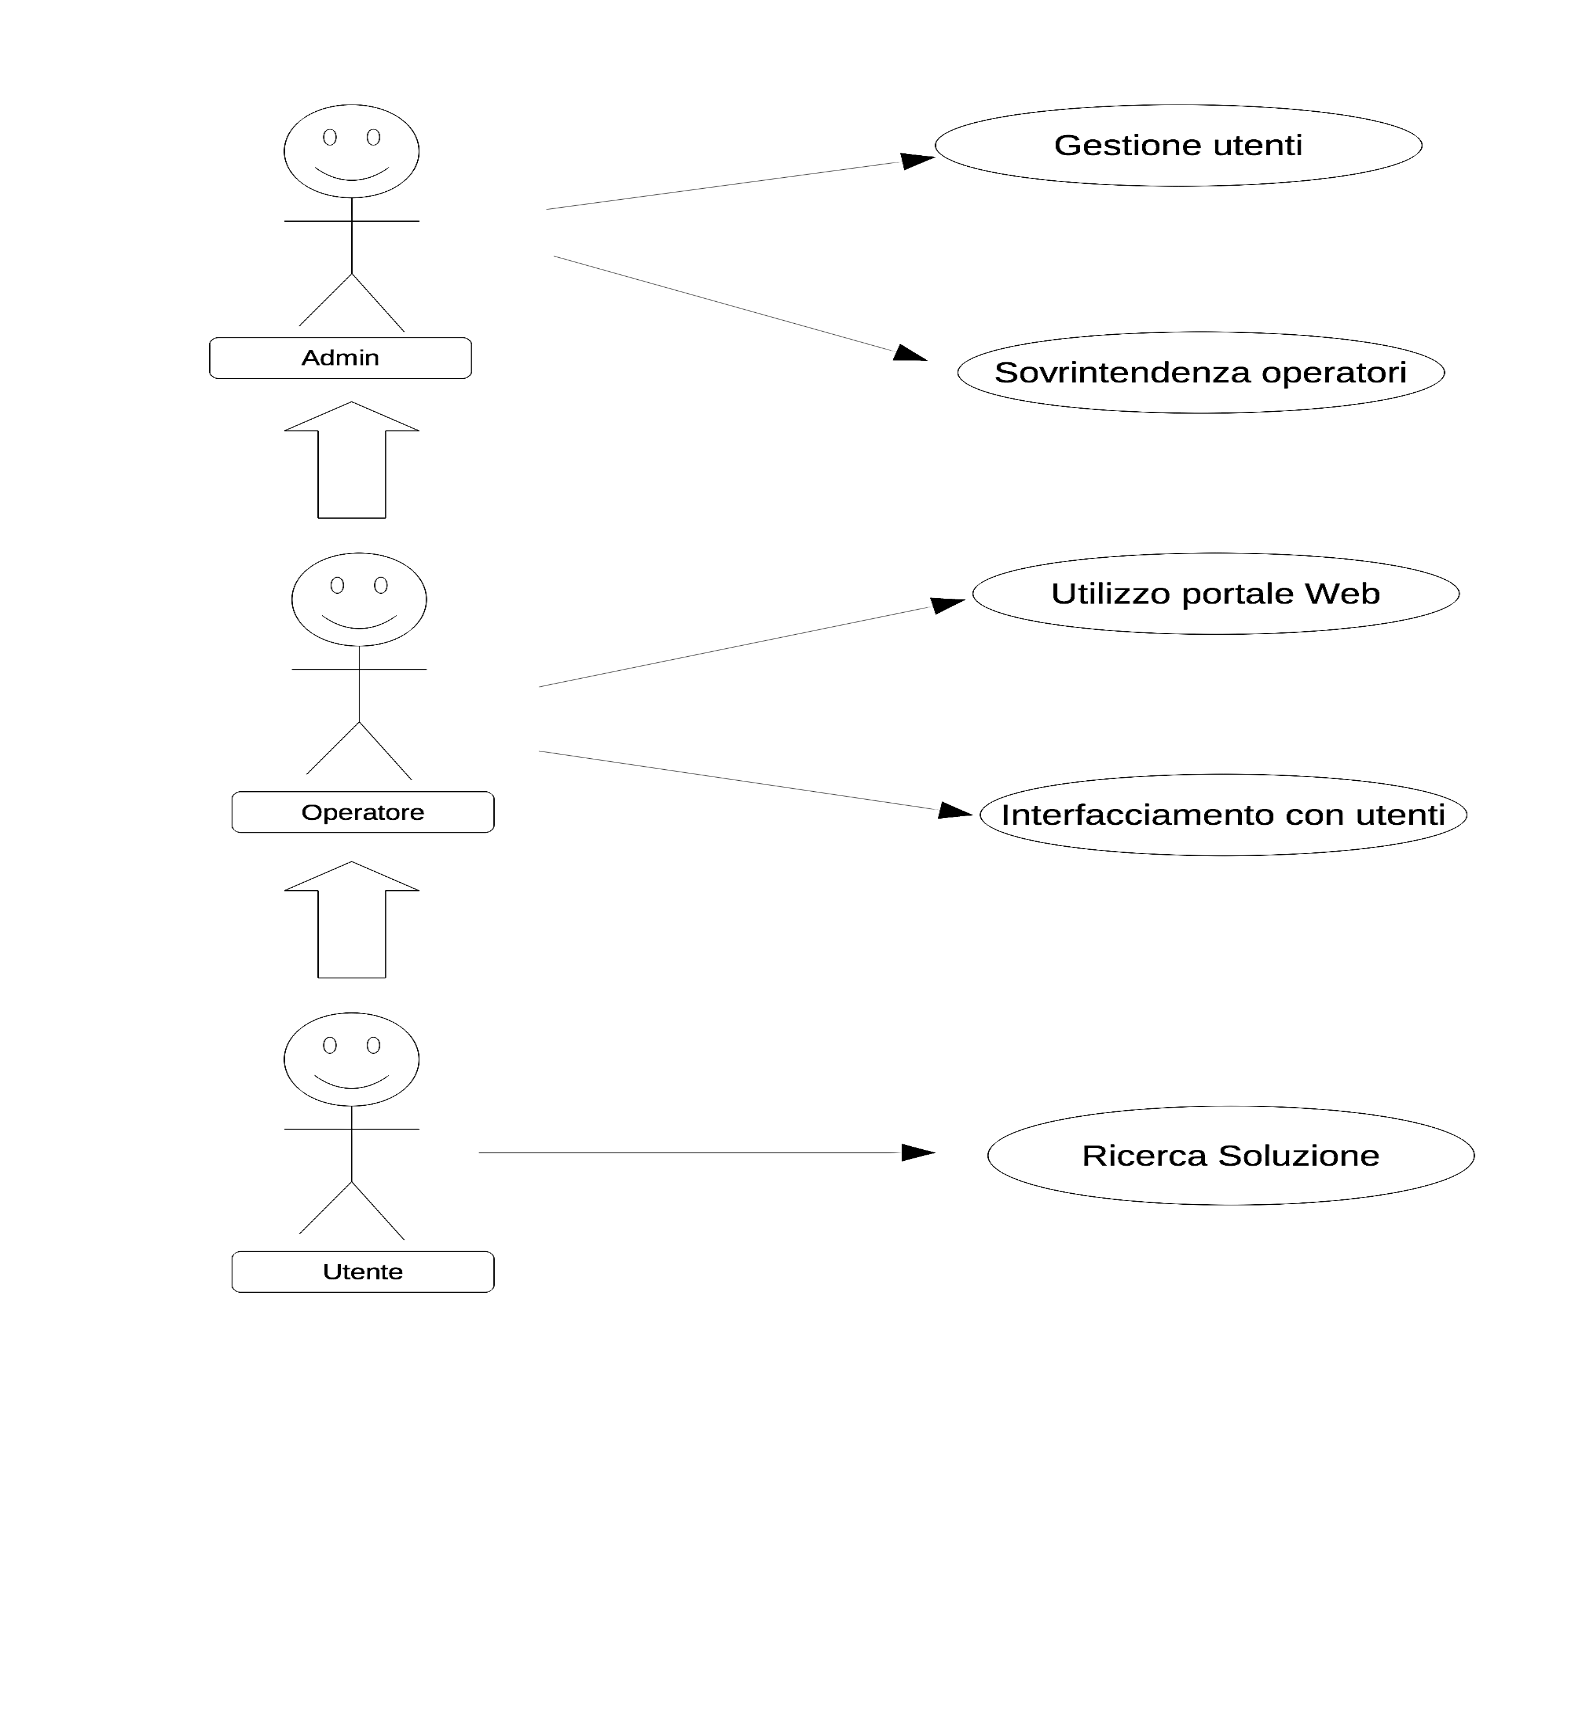 Gestione utenti
Admin
Sovrintendenza operatori
Utilizzo portale Web
Operatore
Interfacciamento con utenti
Ricerca Soluzione
Utente